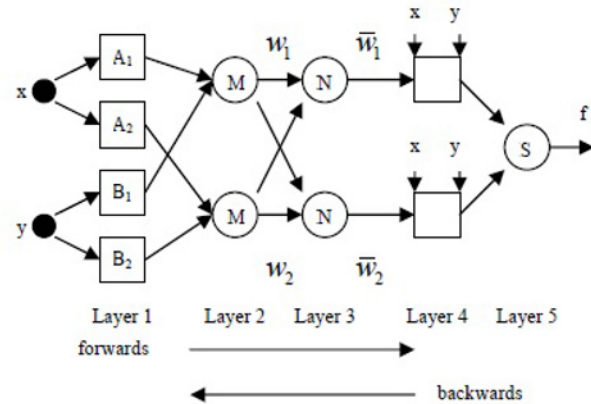 x y x y
A₁ A₂ B₁ B₂
M M
w₁ w₂
N N
w̅₁ w̅₂
x y
x y
S f
Layer 1 Layer 2 Layer 3 Layer 4 Layer 5
forwards
backwards